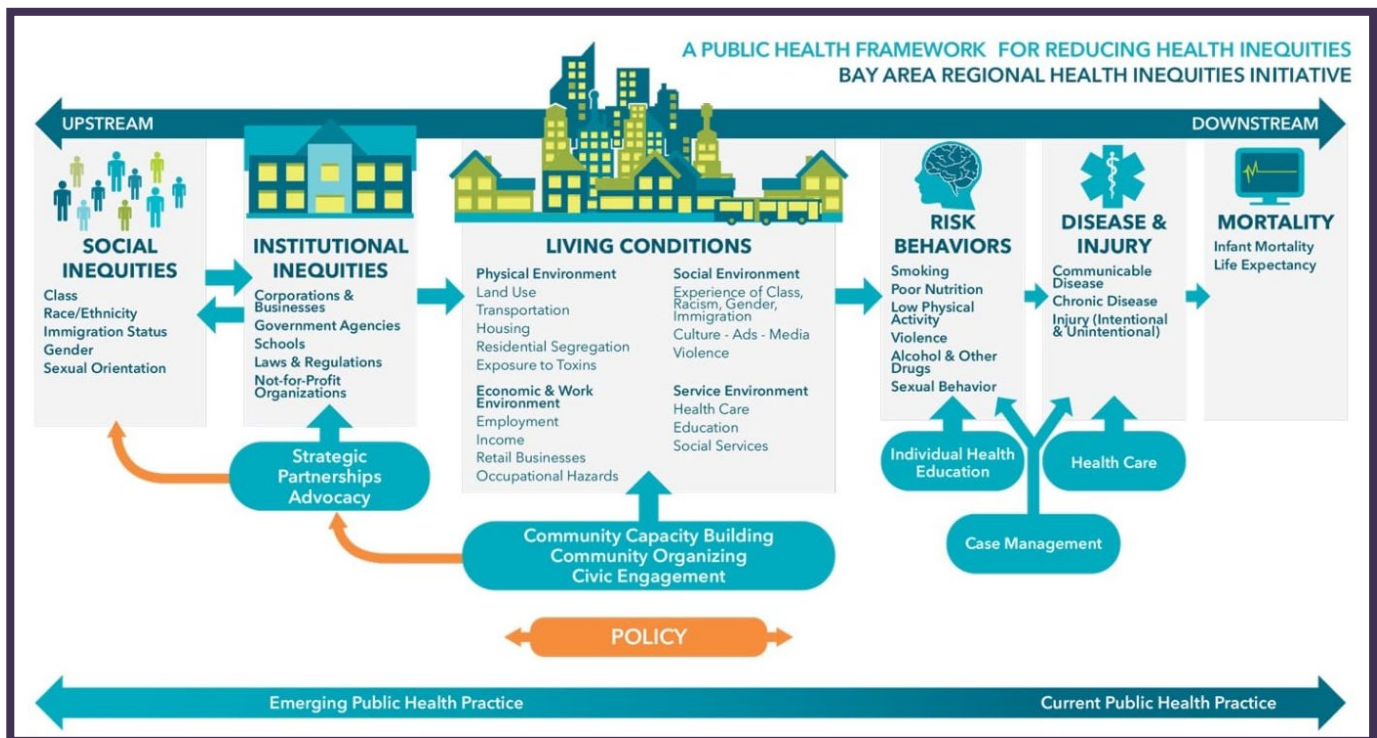 A PUBLIC HEALTH FRAMEWORK FOR REDUCING HEALTH INEQUITIES
BAY AREA REGIONAL HEALTH INEQUITIES INITIATIVE
UPSTREAM
DOWNSTREAM
SOCIAL
INEQUITIES
Class
Race/Ethnicity
Immigration Status
Gender
Sexual Orientation
INSTITUTIONAL
INEQUITIES
Corporations &
Businesses
Government Agencies
Schools
Laws & Regulations
Not-for-Profit
Organizations
LIVING CONDITIONS
Physical Environment
Land Use
Transportation
Housing
Residential Segregation
Exposure to Toxins
Economic & Work
Environment
Employment
Income
Retail Businesses
Occupational Hazards
Social Environment
Experience of Class,
Racism, Gender,
Immigration
Culture - Ads - Media
Violence
Service Environment
Health Care
Education
Social Services
RISK
BEHAVIORS
Smoking
Poor Nutrition
Low Physical
Activity
Violence
Alcohol & Other
Drugs
Sexual Behavior
DISEASE &
INJURY
Communicable
Disease
Chronic Disease
Injury (Intentional
& Unintentional)
MORTALITY
Infant Mortality
Life Expectancy
Strategic
Partnerships
Advocacy
Community Capacity Building
Community Organizing
Civic Engagement
Individual Health
Education
Health Care
Case Management
POLICY
Emerging Public Health Practice
Current Public Health Practice